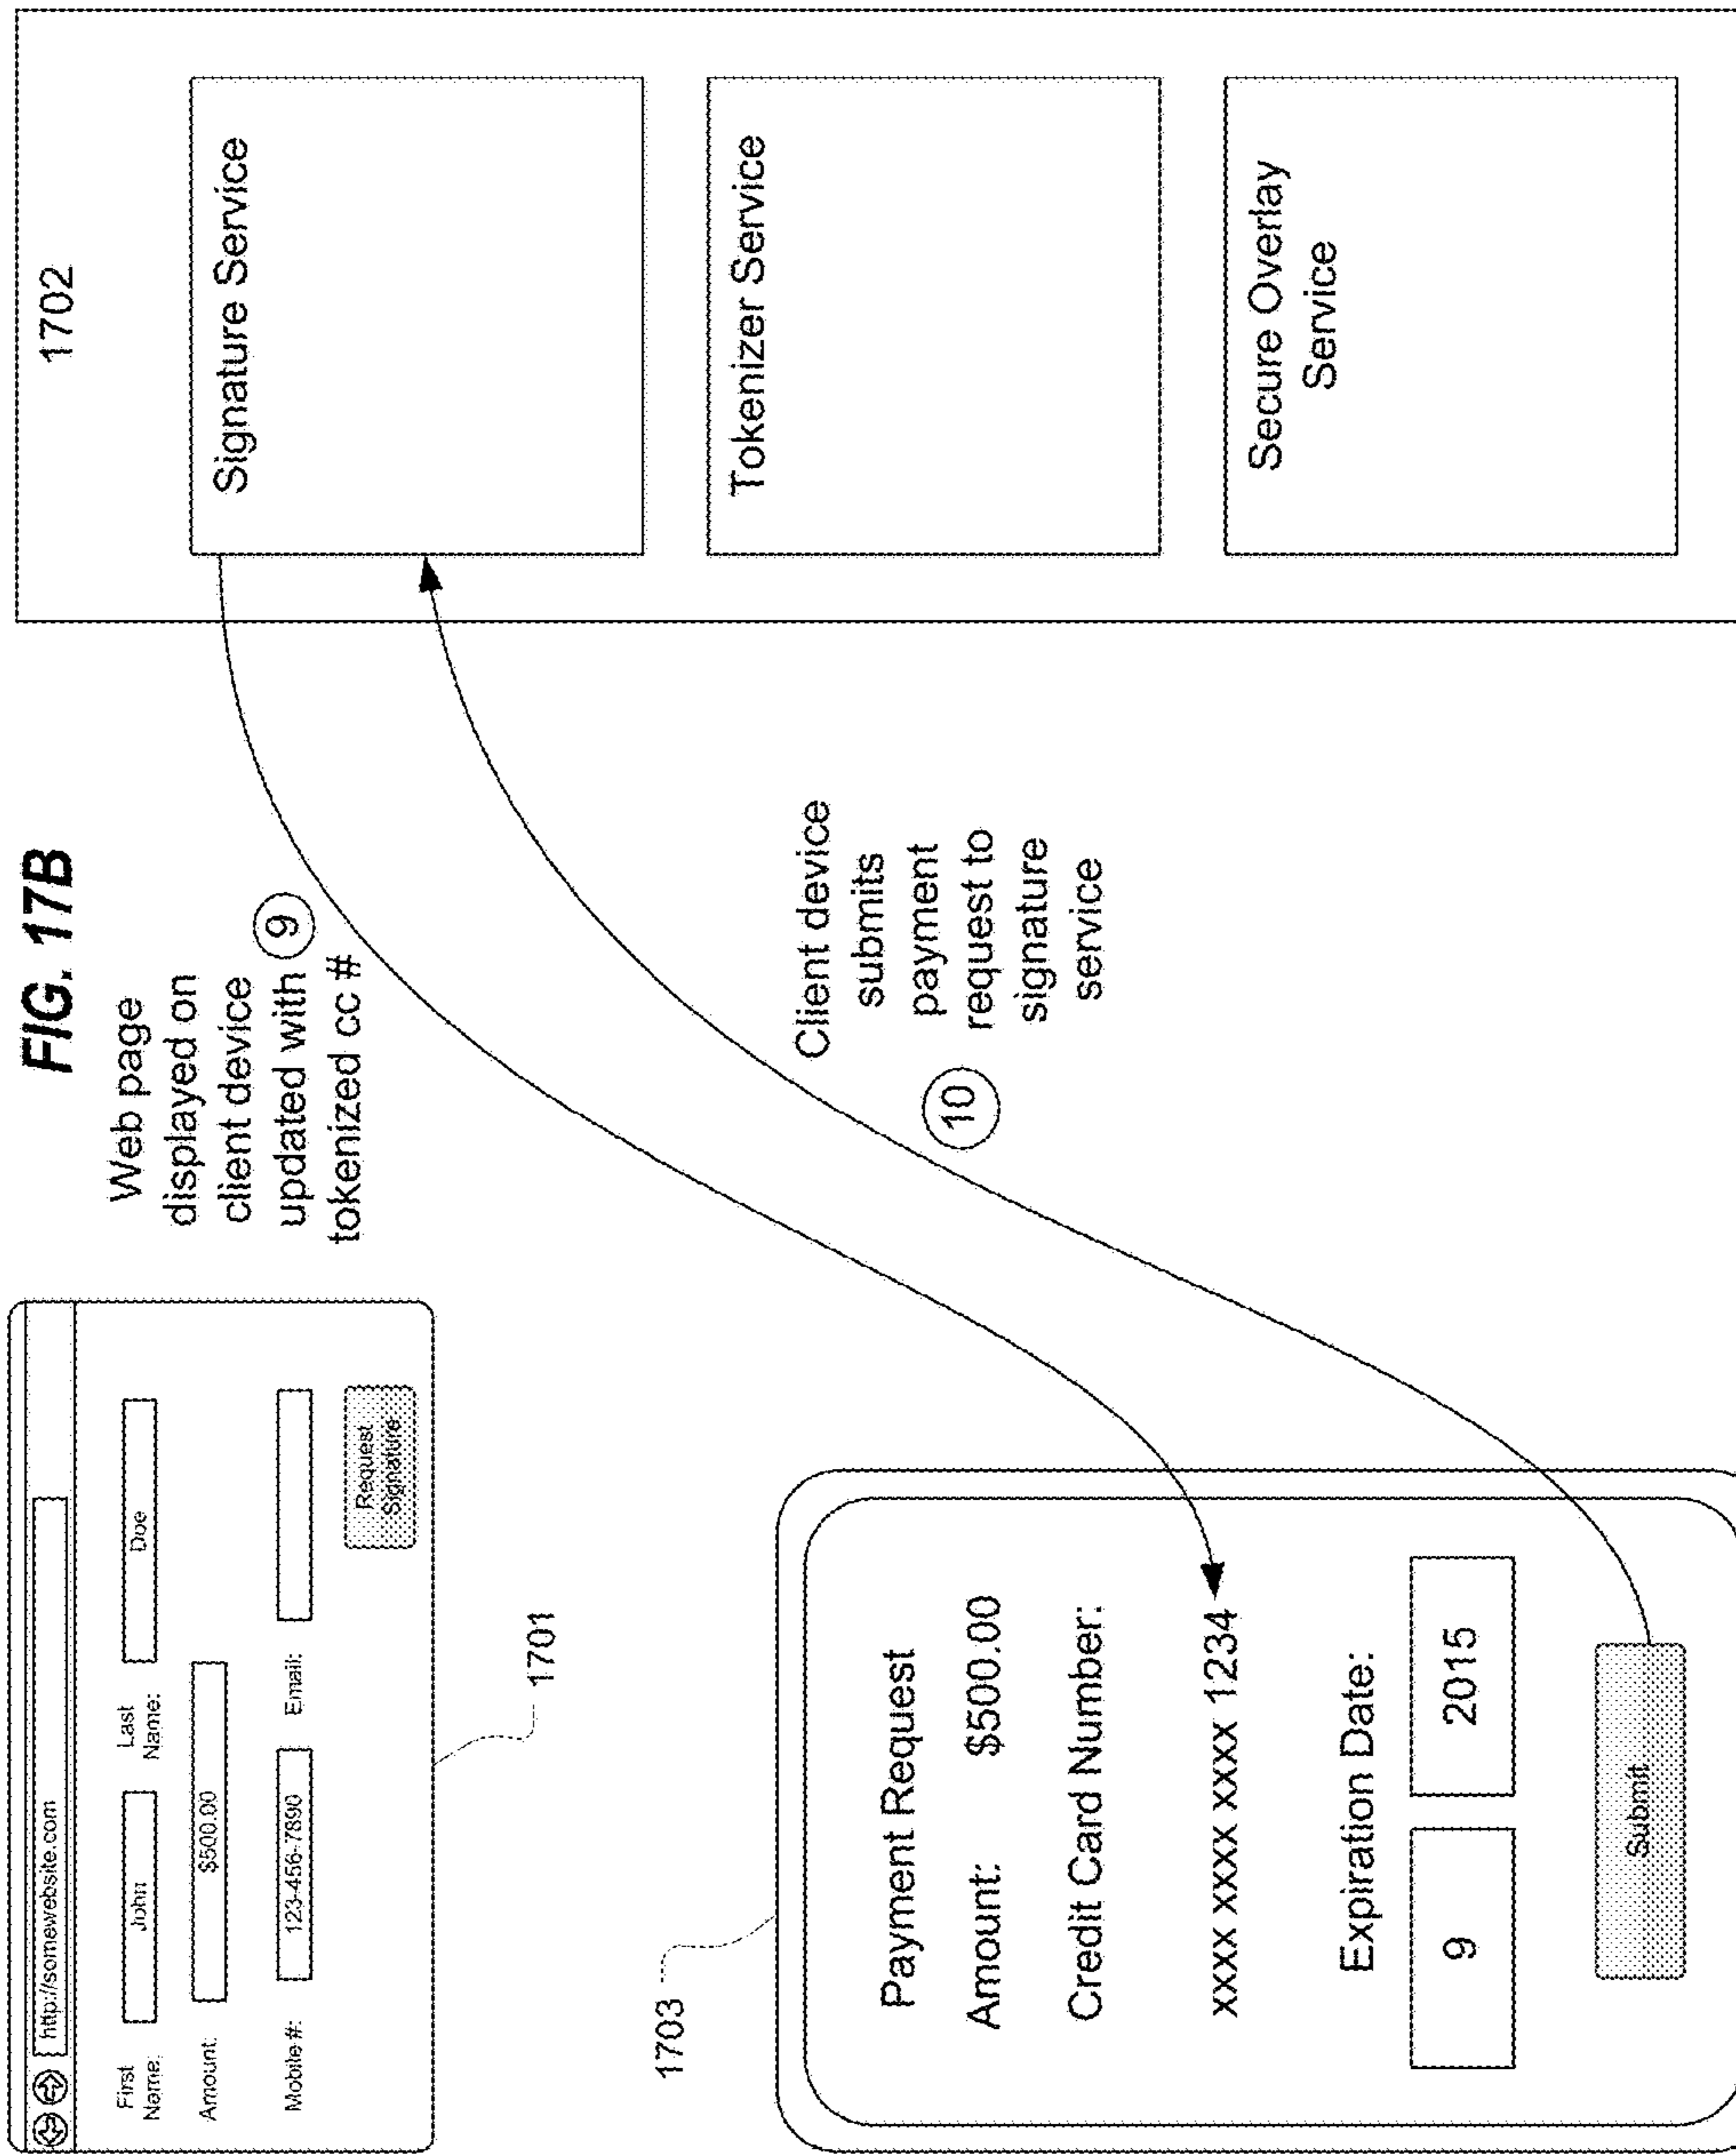 FIG. 17B
http://somewebsite.com
First
Name:
John
Last
Name:
Doe
Amount:
$500.00
Mobile #:
123-456-7890
Email:
Request
Signature
1701
Web page
displayed on
client device
updated with
tokenized cc #
9
1702
Signature Service
Tokenizer Service
Secure Overlay
Service
Client device
submits
payment
request to
signature
service
10
1703
Payment Request
Amount: $500.00
Credit Card Number:
xxxx xxxx xxxx 1234
Expiration Date:
9 2015
Submit